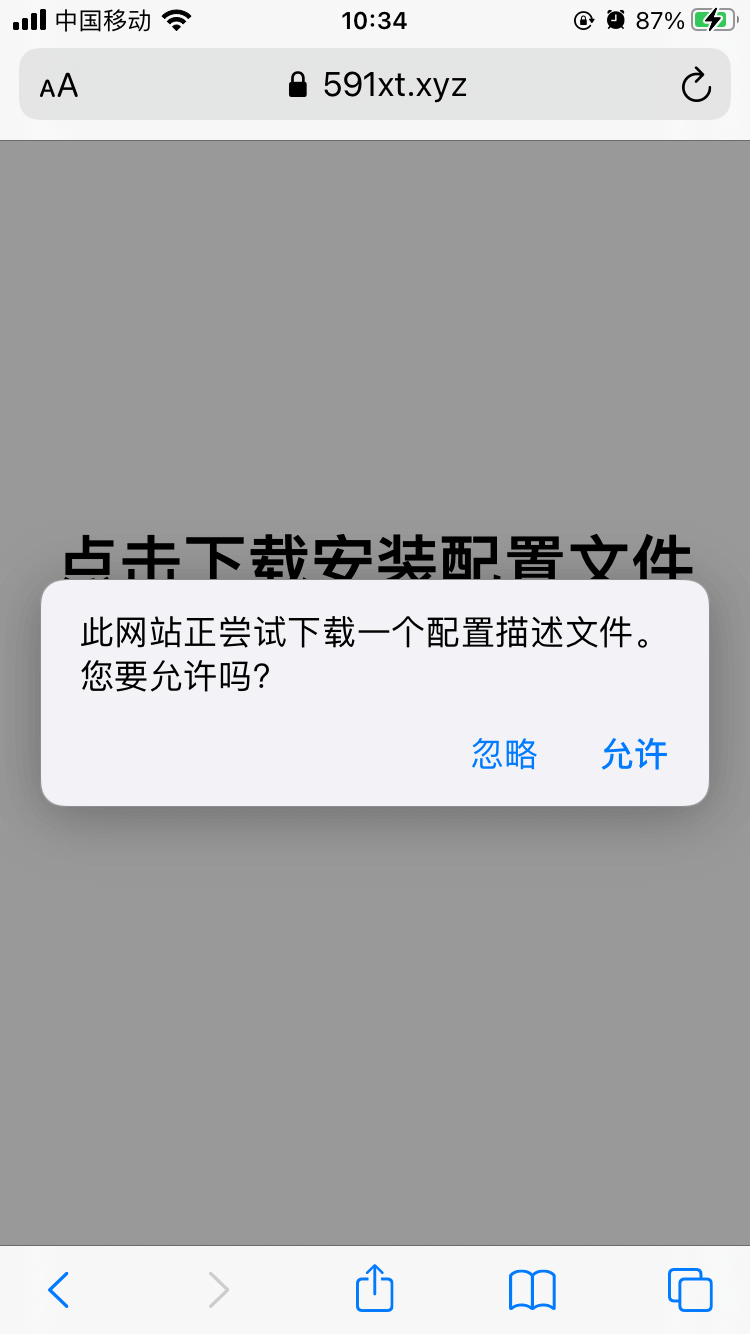 中国移动 10:34 87%
AA 591xt.xyz
点击下载安装配置文件
此网站正尝试下载一个配置描述文件。
您要允许吗?
忽略 允许